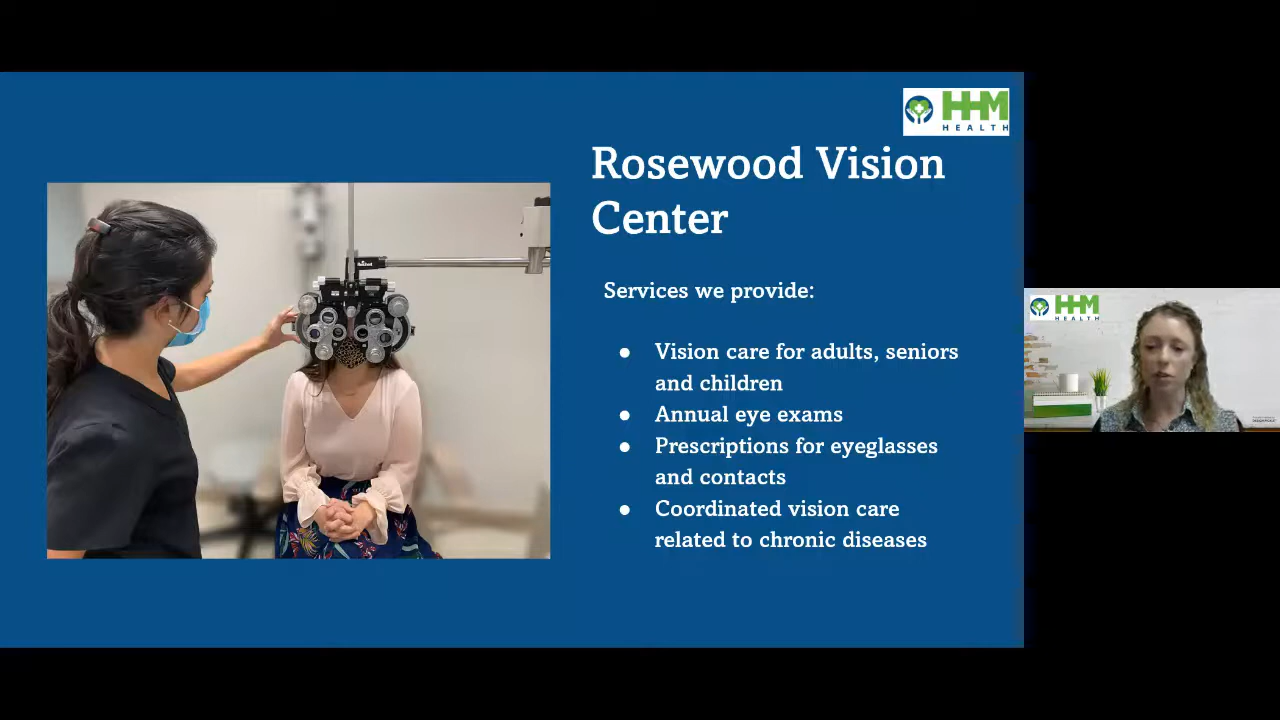 HHM
HEALTH
Rosewood Vision
Center
Services we provide:
● Vision care for adults, seniors
and children
● Annual eye exams
● Prescriptions for eyeglasses
and contacts
● Coordinated vision care
related to chronic diseases
HHM
HEALTH